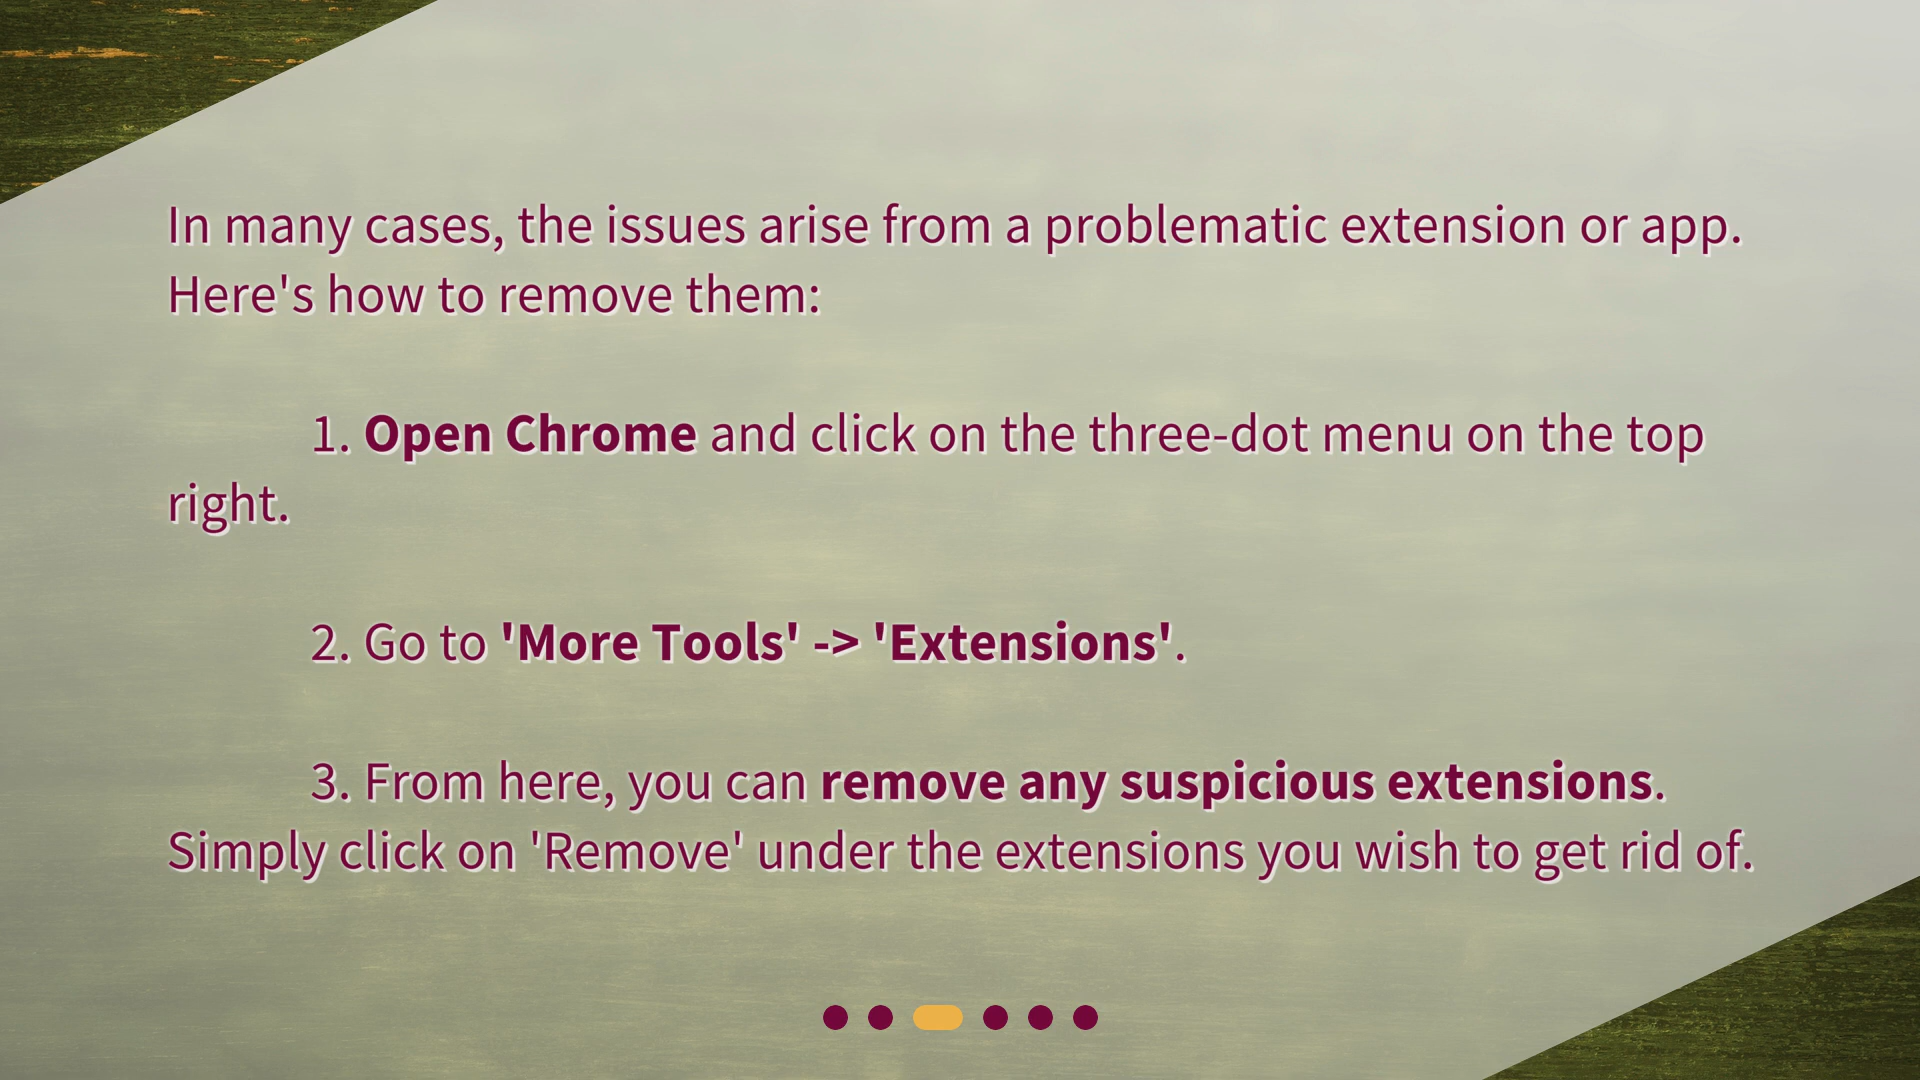 In many cases, the issues arise from a problematic extension or app.
Here's how to remove them:
1. Open Chrome and click on the three-dot menu on the top
right.
2. Go to 'More Tools' -> 'Extensions'.
3. From here, you can remove any suspicious extensions.
Simply click on 'Remove' under the extensions you wish to get rid of.